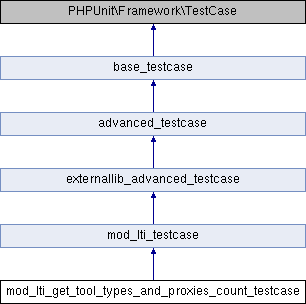 PHPUnit\Framework\TestCase
base_testcase
advanced_testcase
externallib_advanced_testcase
mod_lti_testcase
mod_lti_get_tool_types_and_proxies_count_testcase